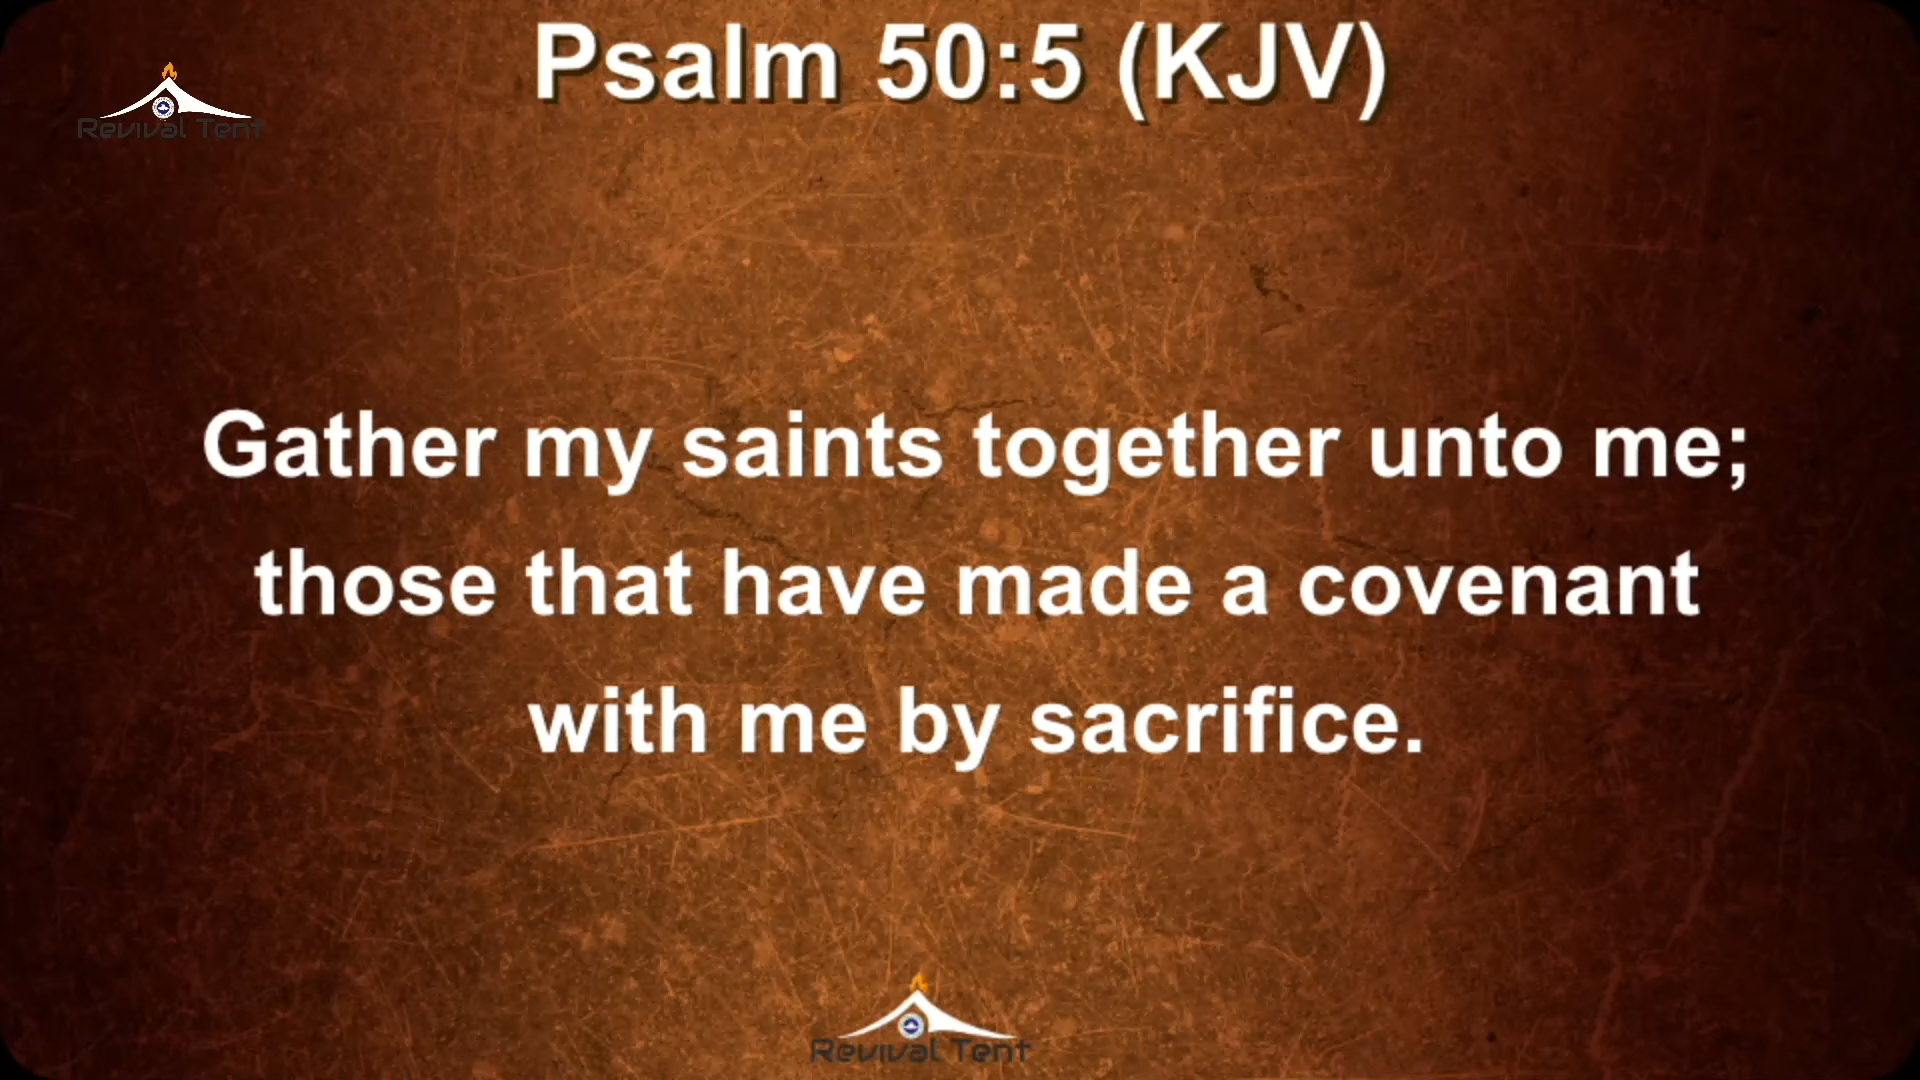 Psalm 50:5 (KJV)
Revival Tent
Gather my saints together unto me;
those that have made a covenant
with me by sacrifice.
Revival Tent